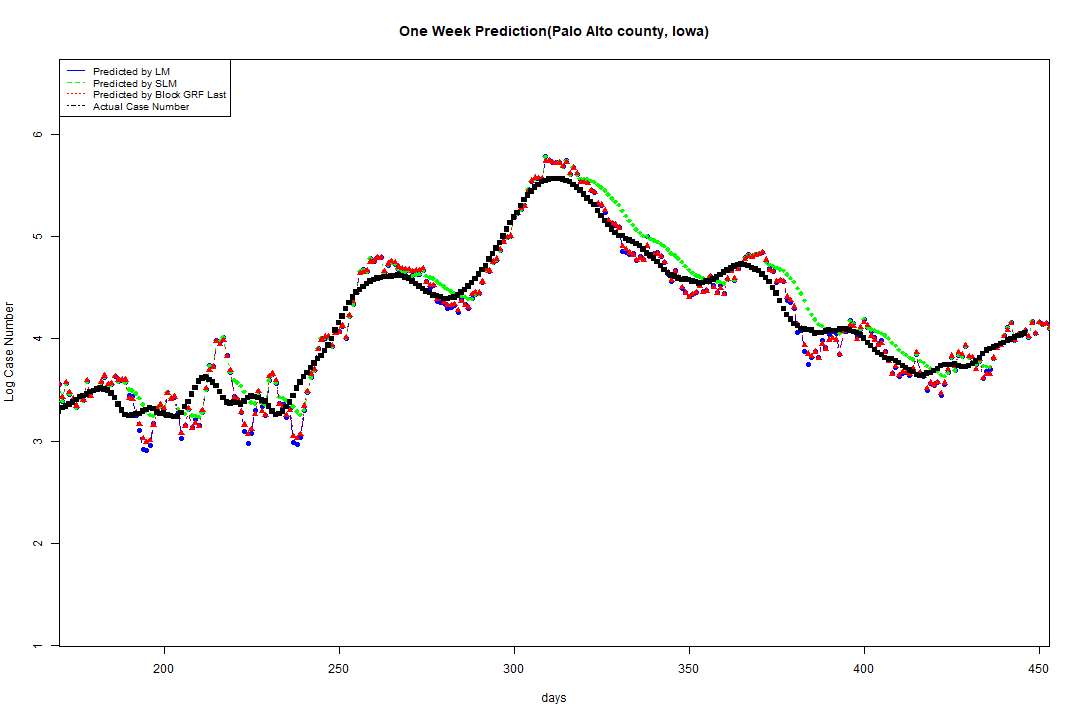 One Week Prediction(Palo Alto county, Iowa)
Predicted by LM
Predicted by SLM
Predicted by Block GRF Last
Actual Case Number
Log Case Number
6
5
4
3
2
1
200 250 300 350 400 450
days